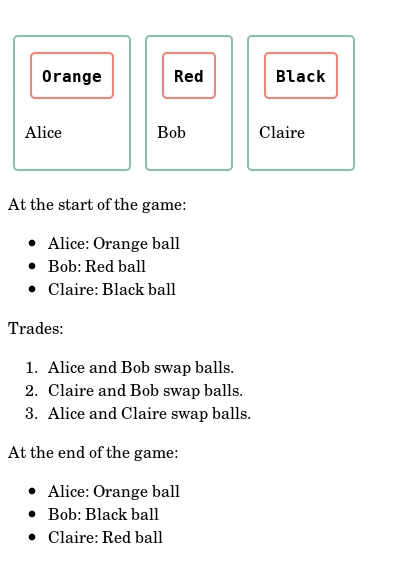 Orange Red Black
Alice Bob Claire
At the start of the game:
• Alice: Orange ball
• Bob: Red ball
• Claire: Black ball
Trades:
1. Alice and Bob swap balls.
2. Claire and Bob swap balls.
3. Alice and Claire swap balls.
At the end of the game:
• Alice: Orange ball
• Bob: Black ball
• Claire: Red ball